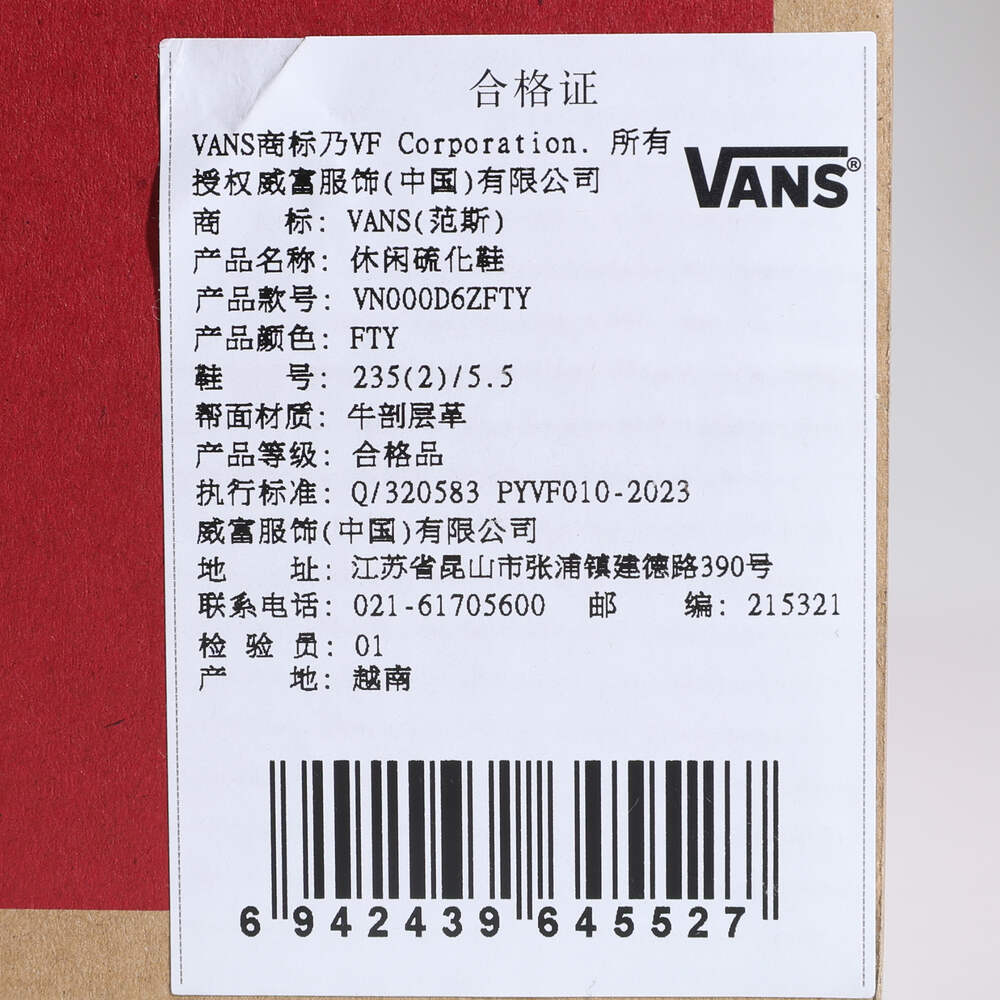 合格证
VANS商标乃VF Corporation. 所有
授权威富服饰(中国)有限公司
VANS®
商 标: VANS(范斯)
产品名称: 休闲硫化鞋
产品款号: VN000D6ZFTY
产品颜色: FTY
鞋 号: 235(2)/5.5
帮面材质: 牛剖层革
产品等级: 合格品
执行标准: Q/320583 PYVF010-2023
威富服饰(中国)有限公司
地 址: 江苏省昆山市张浦镇建德路390号
联系电话: 021-61705600 邮 编: 215321
检 验 员: 01
产 地: 越南
6 942439 645527